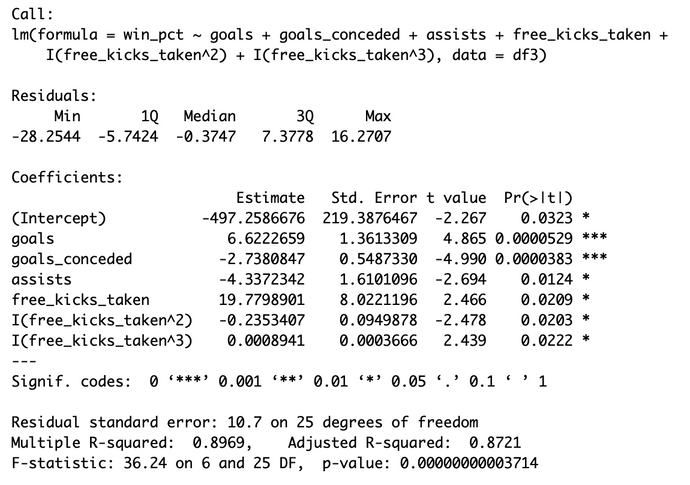 Call:
lm(formula = win_pct ~ goals + goals_conceded + assists + free_kicks_taken +
    I(free_kicks_taken^2) + I(free_kicks_taken^3), data = df3)

Residuals:
     Min       1Q   Median       3Q      Max
-28.2544  -5.7424  -0.3747   7.3778  16.2707

Coefficients:
                          Estimate   Std. Error t value  Pr(>|t|)
(Intercept)           -497.2586676  219.3876467  -2.267    0.0323 *
goals                    6.6222659    1.3613309   4.865 0.0000529 ***
goals_conceded          -2.7380847    0.5487330  -4.990 0.0000383 ***
assists                 -4.3372342    1.6101096  -2.694    0.0124 *
free_kicks_taken        19.7798901    8.0221196   2.466    0.0209 *
I(free_kicks_taken^2)   -0.2353407    0.0949878  -2.478    0.0203 *
I(free_kicks_taken^3)    0.0008941    0.0003666   2.439    0.0222 *
---
Signif. codes:  0 ‘***’ 0.001 ‘**’ 0.01 ‘*’ 0.05 ‘.’ 0.1 ‘ ’ 1

Residual standard error: 10.7 on 25 degrees of freedom
Multiple R-squared:  0.8969,    Adjusted R-squared:  0.8721
F-statistic: 36.24 on 6 and 25 DF,  p-value: 0.00000000003714